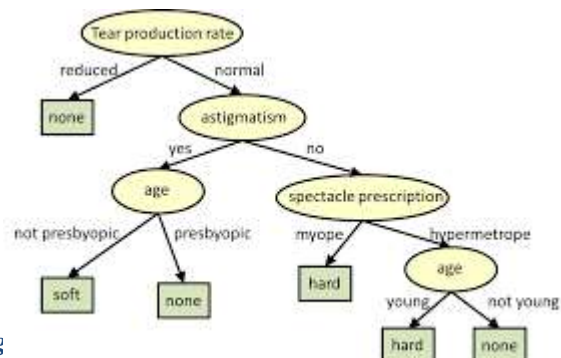 Tear production rate
reduced
normal
none
astigmatism
yes
no
age
spectacle prescription
not presbyopic
presbyopic
myope
hypermetrope
soft
none
hard
age
young
not young
hard
none